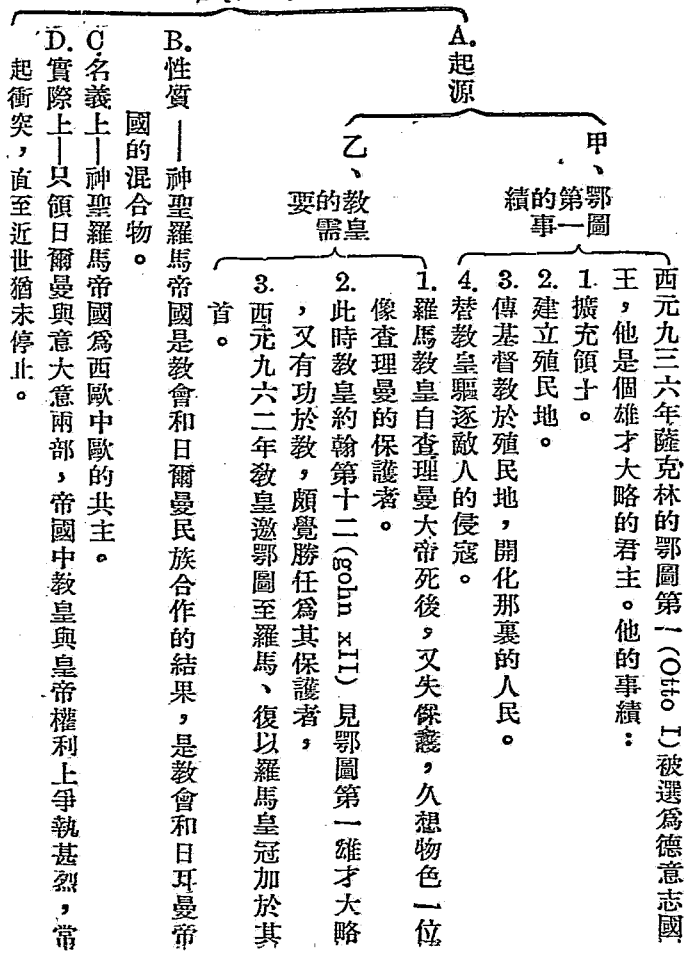 A.起源
甲、鄂圖
第一
的事
績
西元九三六年薩克林的鄂圖第一(Otto I)被選爲德意志國
王，他是個雄才大略的君主。他的事績：
1.擴充領土。
2.建立殖民地。
3.傳基督教於殖民地，開化那裏的人民。
4.替教皇驅逐敵人的侵寇。
乙、教皇
的需
要
1.羅馬教皇自查理曼大帝死後，又失保護，久想物色一位
像查理曼的保護者。
2.此時教皇約翰第十二(gohn xII)見鄂圖第一雄才大略
，又有功於教，頗覺勝任爲其保護者，
3.西元九六二年教皇邀鄂圖至羅馬、復以羅馬皇冠加於其
首。
B.性質—神聖羅馬帝國是教會和日爾曼民族合作的結果，是教會和日耳曼帝
國的混合物。
C.名義上—神聖羅馬帝國爲西歐中歐的共主。
D.實際上—只領日爾曼與意大意兩部，帝國中教皇與皇帝權利上爭執甚烈，常
起衝突，直至近世猶未停止。